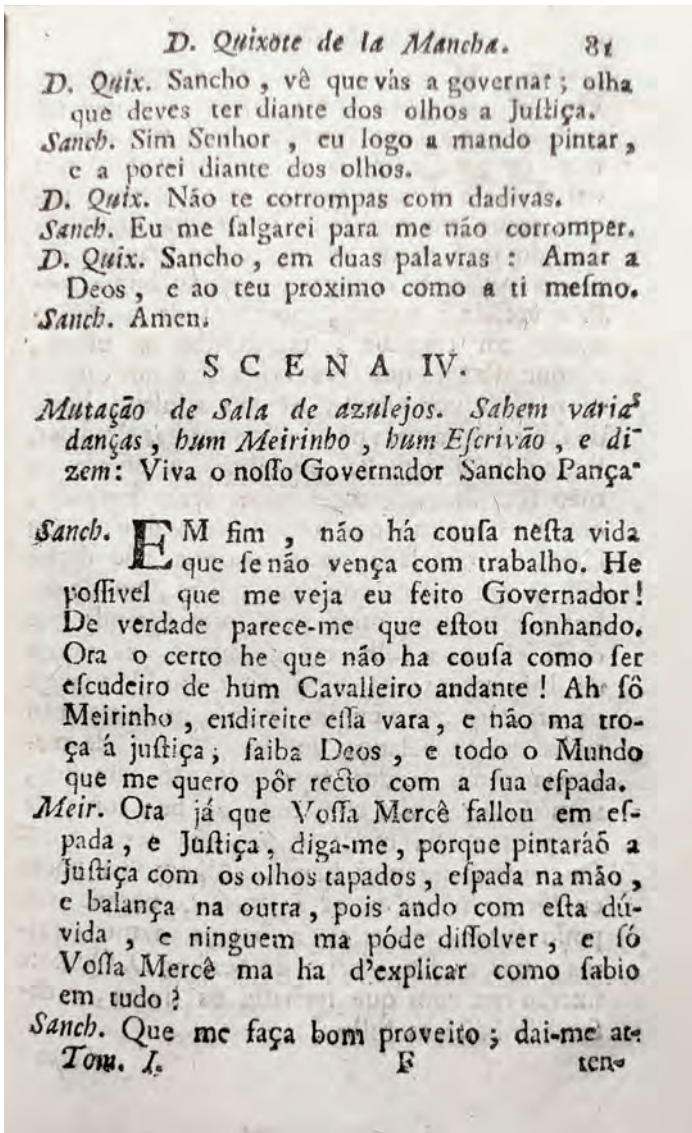 D. Quixote de la Mancha. 81
D. Quix. Sancho , vê que vás a governar ; olha
que deves ter diante dos olhos a Juſtiça.
Sanch. Sim Senhor , eu logo a mando pintar ,
e a porei diante dos olhos.
D. Quix. Não te corrompas com dadivas.
Sanch. Eu me ſalgarei para me não corromper.
D. Quix. Sancho , em duas palavras : Amar a
Deos , e ao teu proximo como a ti meſmo.
Sanch. Amen.
SCENA IV.
Mutação de Sala de azulejos. Sahem varias
danças , hum Meirinho , hum Eſcrivão , e di-
zem: Viva o noſſo Governador Sancho Pança.
Sanch. EM fim , não há couſa neſta vida
que ſe não vença com trabalho. He
poſſivel que me veja eu feito Governador!
De verdade parece-me que eſtou ſonhando.
Ora o certo he que não ha couſa como ſer
eſcudeiro de hum Cavalleiro andante ! Ah ſô
Meirinho , endireite eſſa vara , e não ma tro-
ça á juſtiça ; ſaiba Deos , e todo o Mundo
que me quero pôr recto com a ſua eſpada.
Meir. Ora já que Voſſa Mercê fallou em eſ-
pada , e Juſtiça , diga-me , porque pintaráõ a
Juſtiça com os olhos tapados , eſpada na mão ,
e balança na outra , pois ando com eſta dú-
vida , e ninguem ma póde diſſolver , e ſó
Voſſa Mercê ma ha d'explicar como ſabio
em tudo ?
Sanch. Que me faça bom proveito ; dai-me at-
Tom. I. F ten-